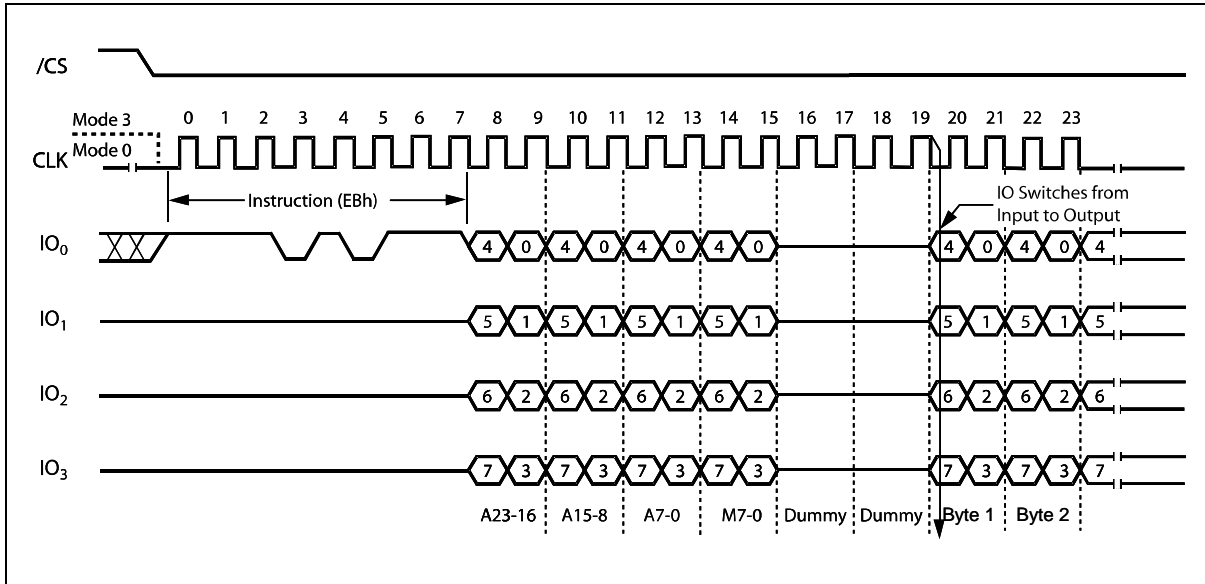 /CS
Mode 3
0 1 2 3 4 5 6 7 8 9 10 11 12 13 14 15 16 17 18 19 20 21 22 23
Mode 0
CLK
Instruction (EBh)
IO Switches from
Input to Output
IO0 4 0 4 0 4 0 4 0 4 0 4 0 4
IO1 5 1 5 1 5 1 5 1 5 1 5 1 5
IO2 6 2 6 2 6 2 6 2 6 2 6 2 6
IO3 7 3 7 3 7 3 7 3 7 3 7 3 7
A23-16 A15-8 A7-0 M7-0 Dummy Dummy Byte 1 Byte 2